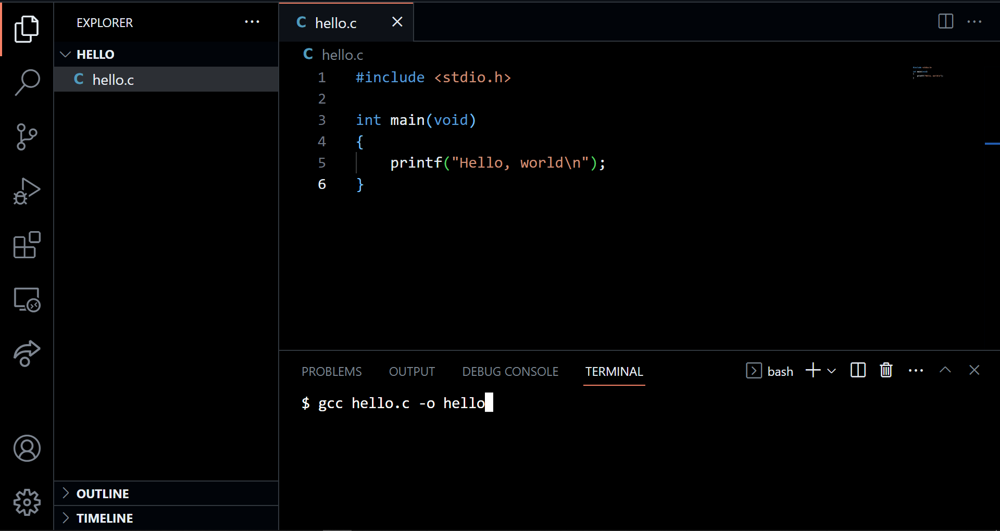 EXPLORER
HELLO
C hello.c
OUTLINE
TIMELINE
C hello.c
C hello.c
1 #include <stdio.h>
2
3 int main(void)
4 {
5     printf("Hello, world\n");
6 }
PROBLEMS OUTPUT DEBUG CONSOLE TERMINAL bash
$ gcc hello.c -o hello